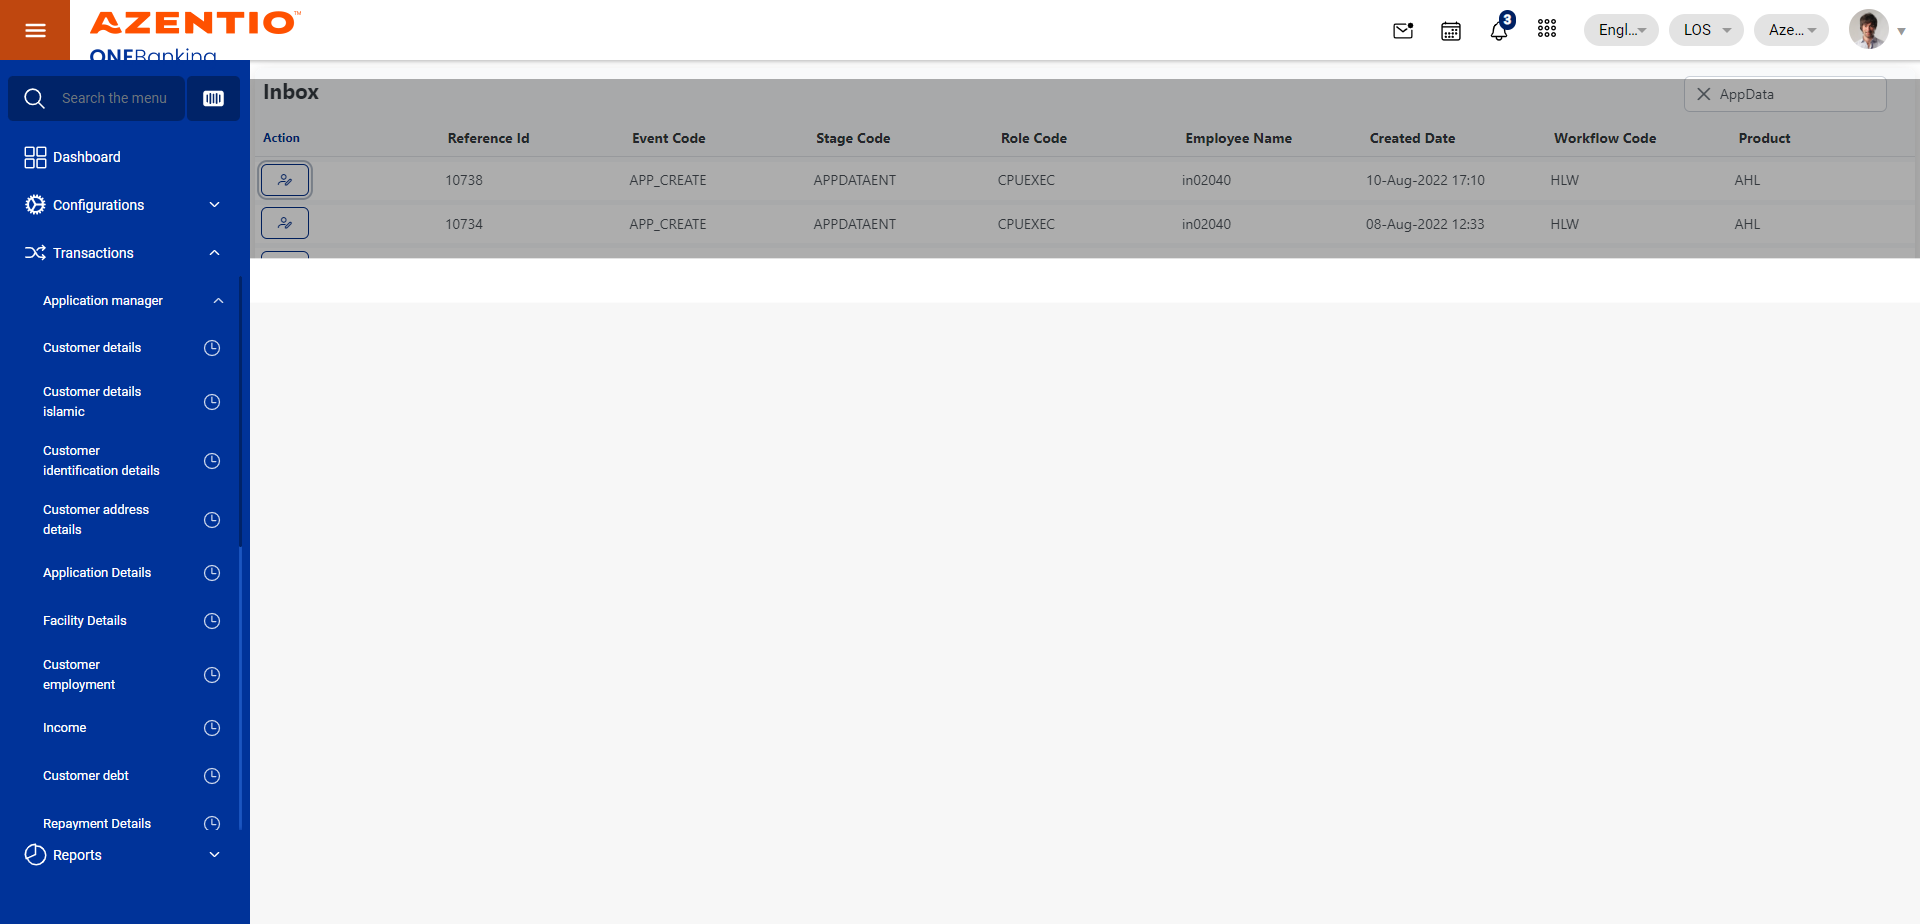 AZENTIO™
ONEBanking
3
Engl...
LOS
Aze...
Search the menu
Dashboard
Configurations
Transactions
Application manager
Customer details
Customer details
islamic
Customer
identification details
Customer address
details
Application Details
Facility Details
Customer
employment
Income
Customer debt
Repayment Details
Reports
Inbox
AppData
Action Reference Id Event Code Stage Code Role Code Employee Name Created Date Workflow Code Product
10738 APP_CREATE APPDATAENT CPUEXEC in02040 10-Aug-2022 17:10 HLW AHL
10734 APP_CREATE APPDATAENT CPUEXEC in02040 08-Aug-2022 12:33 HLW AHL